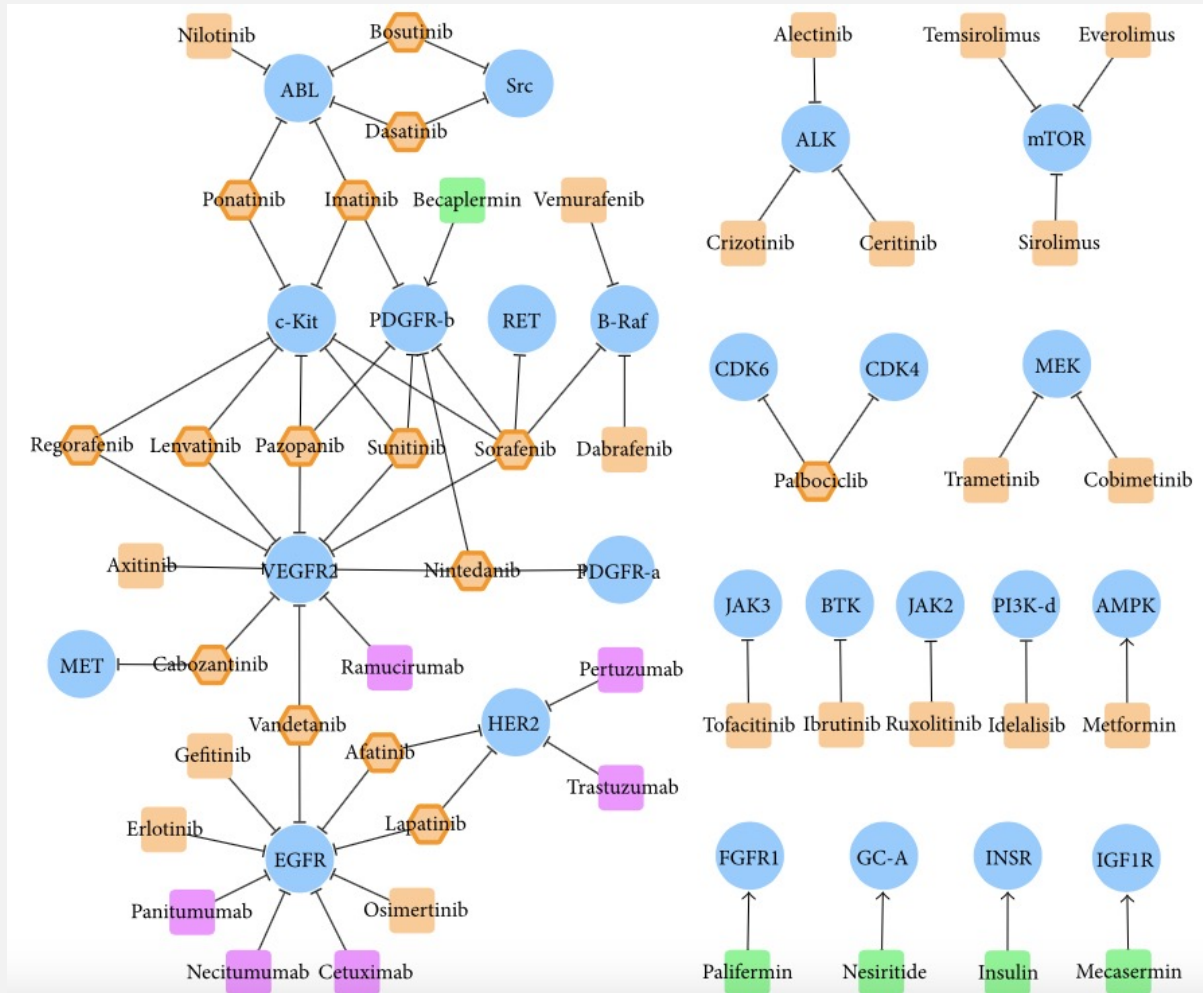 Nilotinib
Bosutinib
ABL
Src
Dasatinib
Ponatinib
Imatinib
Becaplermin
Vemurafenib
c-Kit
PDGFR-b
RET
B-Raf
Regorafenib
Lenvatinib
Pazopanib
Sunitinib
Sorafenib
Dabrafenib
Axitinib
VEGFR2
Nintedanib
PDGFR-a
MET
Cabozantinib
Ramucirumab
Pertuzumab
Vandetanib
HER2
Gefitinib
Afatinib
Trastuzumab
Erlotinib
Lapatinib
EGFR
Panitumumab
Osimertinib
Necitumumab
Cetuximab
Alectinib
Temsirolimus
Everolimus
ALK
mTOR
Crizotinib
Ceritinib
Sirolimus
CDK6
CDK4
MEK
Palbociclib
Trametinib
Cobimetinib
JAK3
BTK
JAK2
PI3K-d
AMPK
Tofacitinib
Ibrutinib
Ruxolitinib
Idelalisib
Metformin
FGFR1
GC-A
INSR
IGF1R
Palifermin
Nesiritide
Insulin
Mecasermin